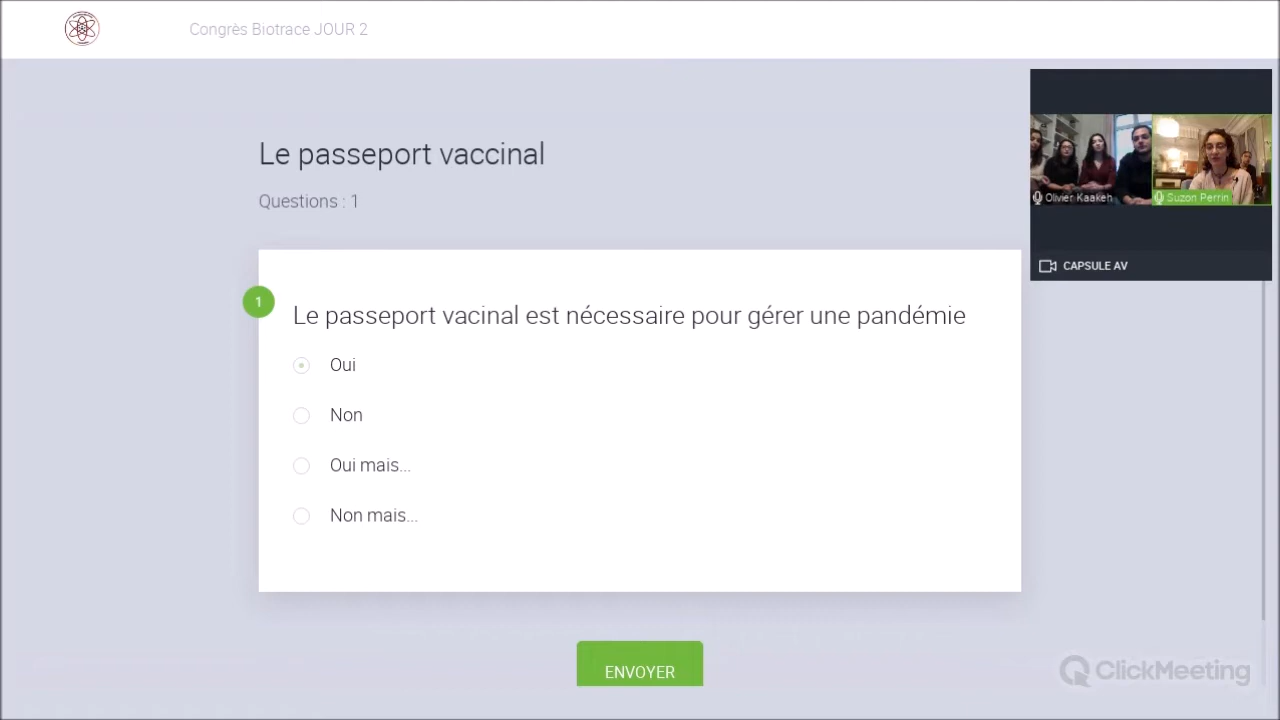 Congrès Biotrace JOUR 2
Le passeport vaccinal
Questions : 1
Olivier Kaakeh
Suzon Perrin
CAPSULE AV
1
Le passeport vacinal est nécessaire pour gérer une pandémie
Oui
Non
Oui mais...
Non mais...
ENVOYER
ClickMeeting